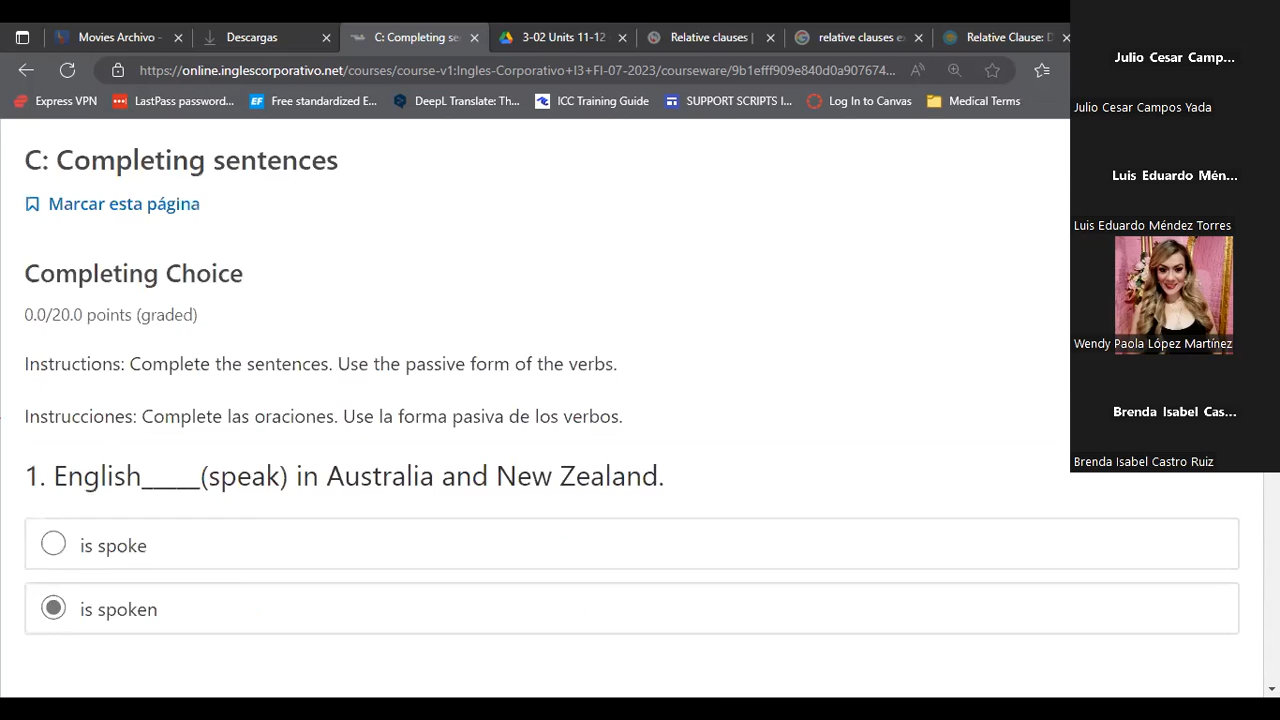 Movies Archivo -
Descargas
C: Completing se
3-02 Units 11-12
Relative clauses |
relative clauses e
Relative Clause: D
https://online.inglescorporativo.net/courses/course-v1:Ingles-Corporativo+I3+FI-07-2023/courseware/9b1efff909e840d0a907674...
Express VPN
LastPass password...
EF Free standardized E...
DeepL Translate: Th...
ICC Training Guide
SUPPORT SCRIPTS I...
Log In to Canvas
Medical Terms
C: Completing sentences
Marcar esta página
Completing Choice
0.0/20.0 points (graded)
Instructions: Complete the sentences. Use the passive form of the verbs.
Instrucciones: Complete las oraciones. Use la forma pasiva de los verbos.
1. English_____(speak) in Australia and New Zealand.
is spoke
is spoken
Julio Cesar Camp...
Julio Cesar Campos Yada
Luis Eduardo Mén...
Luis Eduardo Méndez Torres
Wendy Paola López Martínez
Brenda Isabel Cas...
Brenda Isabel Castro Ruiz